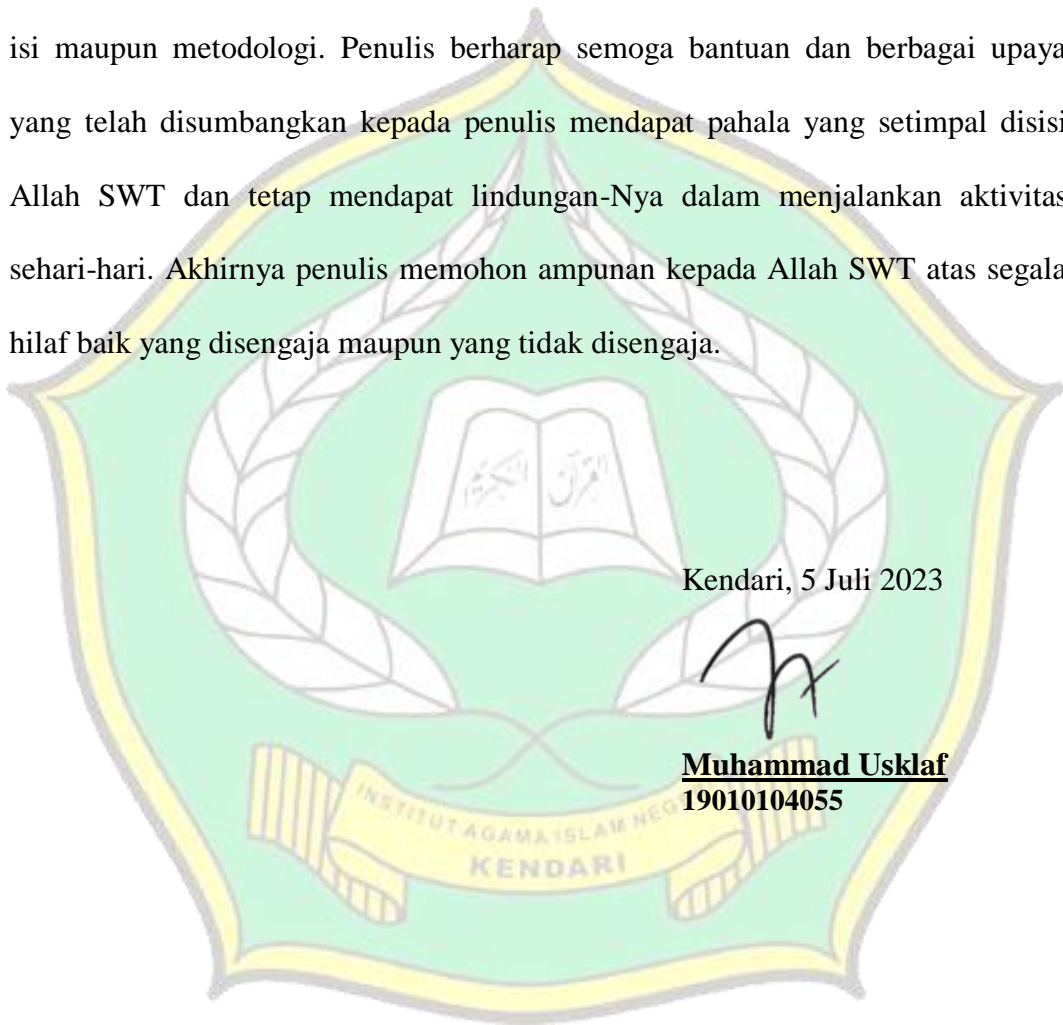 isi maupun metodologi. Penulis berharap semoga bantuan dan berbagai upaya
yang telah disumbangkan kepada penulis mendapat pahala yang setimpal disisi
Allah SWT dan tetap mendapat lindungan-Nya dalam menjalankan aktivitas
sehari-hari. Akhirnya penulis memohon ampunan kepada Allah SWT atas segala
hilaf baik yang disengaja maupun yang tidak disengaja.
القرآن الكريم
Kendari, 5 Juli 2023
Muhammad Usklaf
19010104055
INSTITUT AGAMA ISLAM NEG
KENDARI